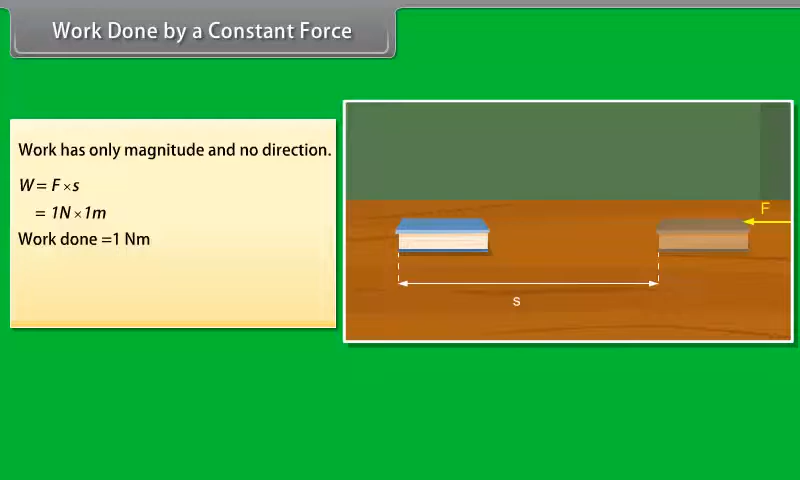 Work Done by a Constant Force
Work has only magnitude and no direction.
W = F × s
= 1N × 1m
Work done =1 Nm
F
s